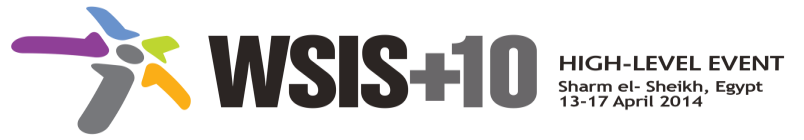 WSIS+10
HIGH-LEVEL EVENT
Sharm el- Sheikh, Egypt
13-17 April 2014